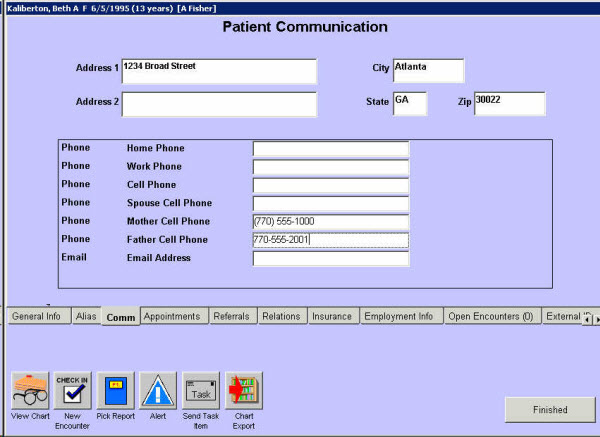 Kaliberton, Beth A F 6/5/1995 (13 years) [A Fisher]
Patient Communication
Address 1 1234 Broad Street City Atlanta
Address 2 State GA Zip 30022
Phone Home Phone
Phone Work Phone
Phone Cell Phone
Phone Spouse Cell Phone
Phone Mother Cell Phone (770) 555-1000
Phone Father Cell Phone 770-555-2001
Email Email Address
General Info Alias Comm Appointments Referrals Relations Insurance Employment Info Open Encounters (0) External
CHECK IN
Task
View Chart New Encounter Pick Report Alert Send Task Item Chart Export
Finished